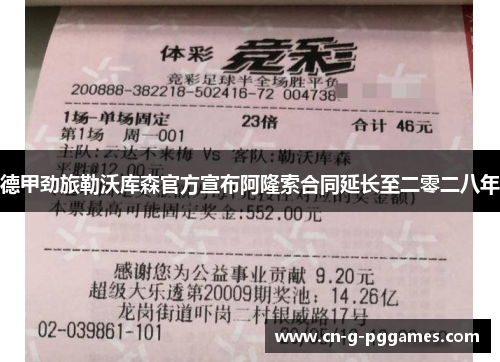 体彩 竞彩
竞彩足球半全场胜平负
200888-382218-502416-72 004738
1场-单场固定 23倍 合计 46元
第1场 周一001
主队:云达不来梅 Vs 客队:勒沃库森
德甲劲旅勒沃库森官方宣布阿隆索合同延长至二零二八年
本票最高可能固定奖金:552.00元
感谢您为公益事业贡献 9.20元
超级大乐透第20009期奖池: 14.26亿
龙岗街道吓岗二村银威路17号
02-039861-101
www.cn-g-pggames.com